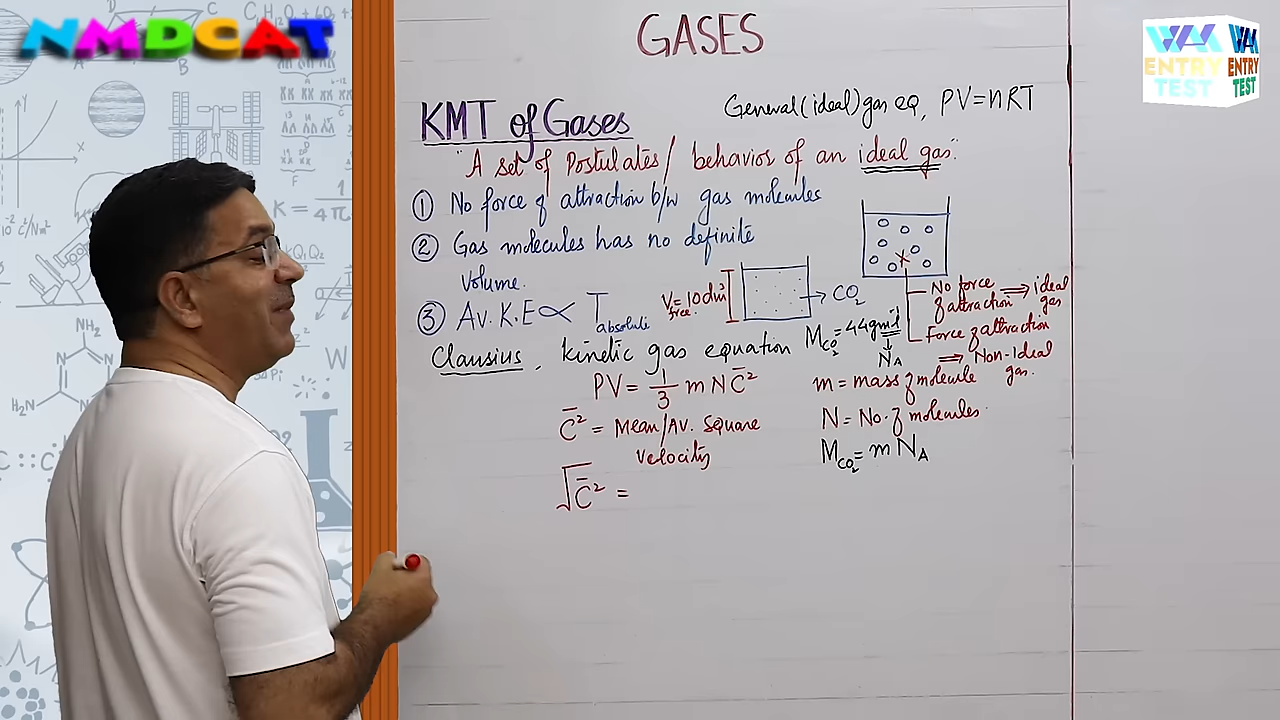 NMDCAT
GASES
WAK
ENTRY
TEST
WAK
ENTRY
TEST
General (ideal) gas eq, PV=nRT
KMT of Gases
"A set of Postulates/ behavior of an ideal gas."
① No force of attraction b/w gas molecules
② Gas molecules has no definite
volume.
V free = 10dm³
CO₂
③ Av. K.E ∝ T absolute
No force
of attraction ⟹ ideal
gas
Force of attraction
⟹ Non-Ideal
gas.
M CO₂ = 44gmol⁻¹
↓
N_A
Clausius, kinetic gas equation
PV = 1/3 m N C̄²
m = mass of molecule
C̄² = Mean/Av. square
velocity
N = No. of molecules.
M CO₂ = m N_A
√C̄² =